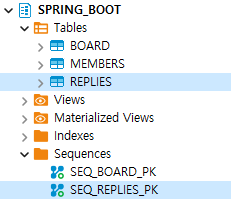 SPRING_BOOT
Tables
BOARD
MEMBERS
REPLIES
Views
Materialized Views
Indexes
Sequences
SEQ_BOARD_PK
SEQ_REPLIES_PK